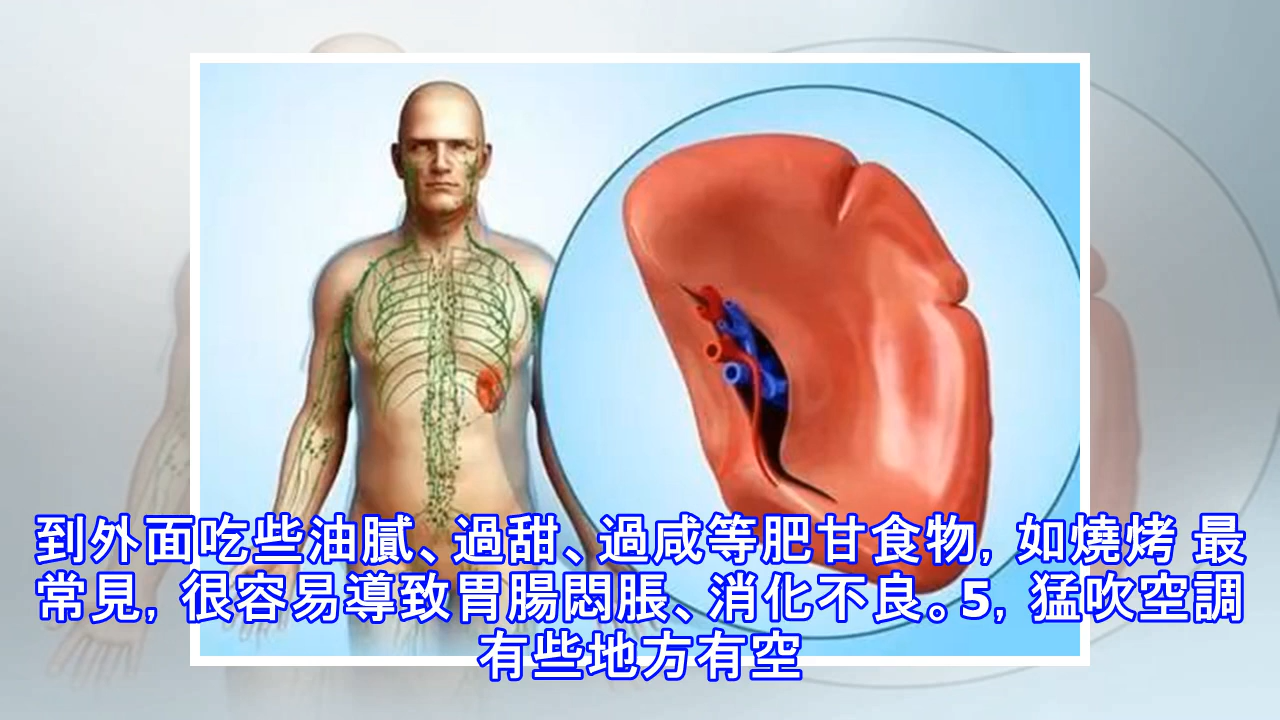 到外面吃些油膩、過甜、過咸等肥甘食物，如燒烤 最
常見，很容易導致胃腸悶脹、消化不良。5，猛吹空調
有些地方有空